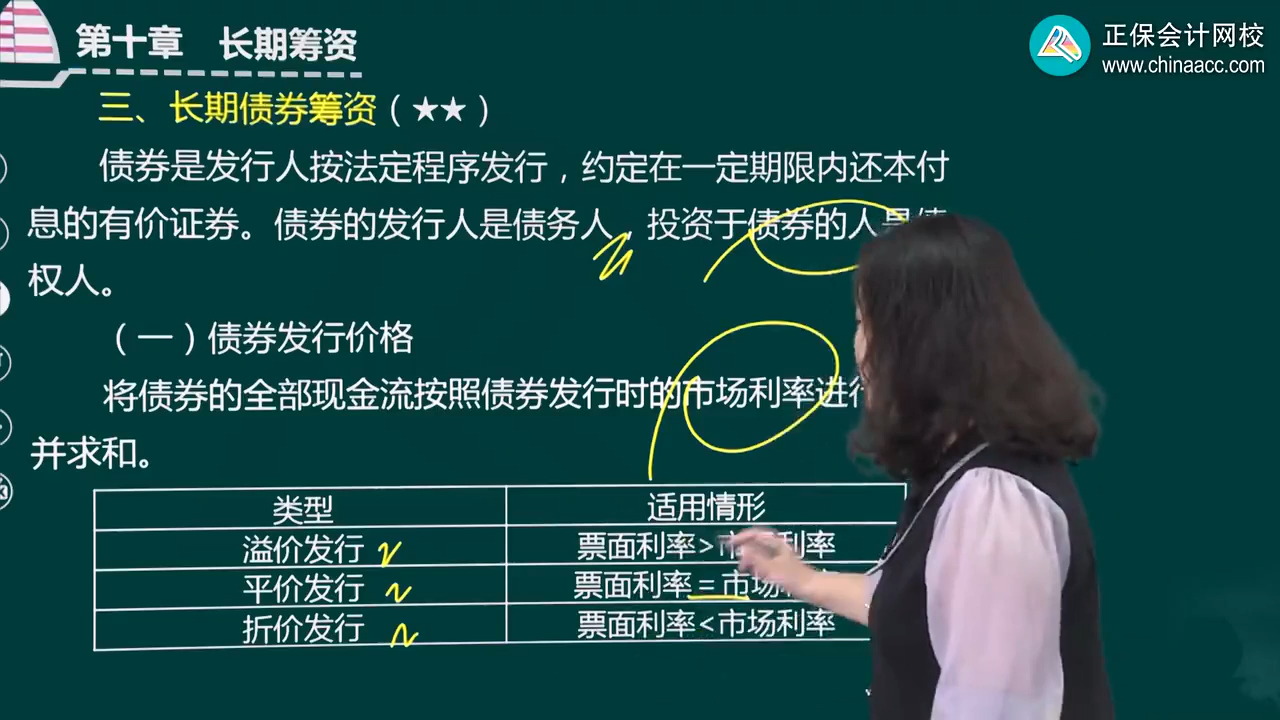 第十章 长期筹资
正保会计网校
www.chinaacc.com
三、长期债券筹资（★★）
债券是发行人按法定程序发行，约定在一定期限内还本付
息的有价证券。债券的发行人是债务人，投资于债券的人是债
权人。
（一）债券发行价格
将债券的全部现金流按照债券发行时的市场利率进行
并求和。
类型 适用情形
溢价发行 票面利率>市场利率
平价发行 票面利率=市场
折价发行 票面利率<市场利率